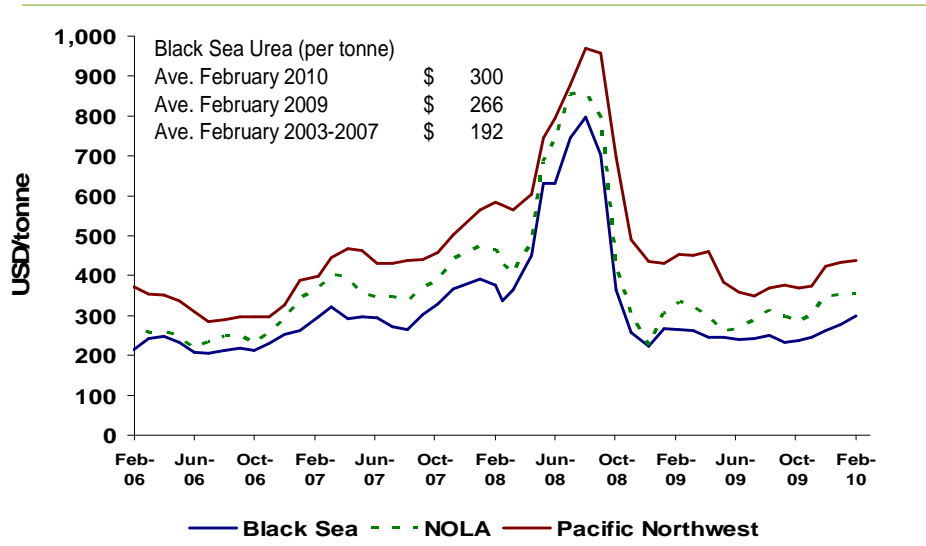 1,000
900
800
700
600
500
400
300
200
100
0
USD/tonne
Black Sea Urea (per tonne)
Ave. February 2010 $ 300
Ave. February 2009 $ 266
Ave. February 2003-2007 $ 192
Feb-06 Jun-06 Oct-06 Feb-07 Jun-07 Oct-07 Feb-08 Jun-08 Oct-08 Feb-09 Jun-09 Oct-09 Feb-10
Black Sea NOLA Pacific Northwest